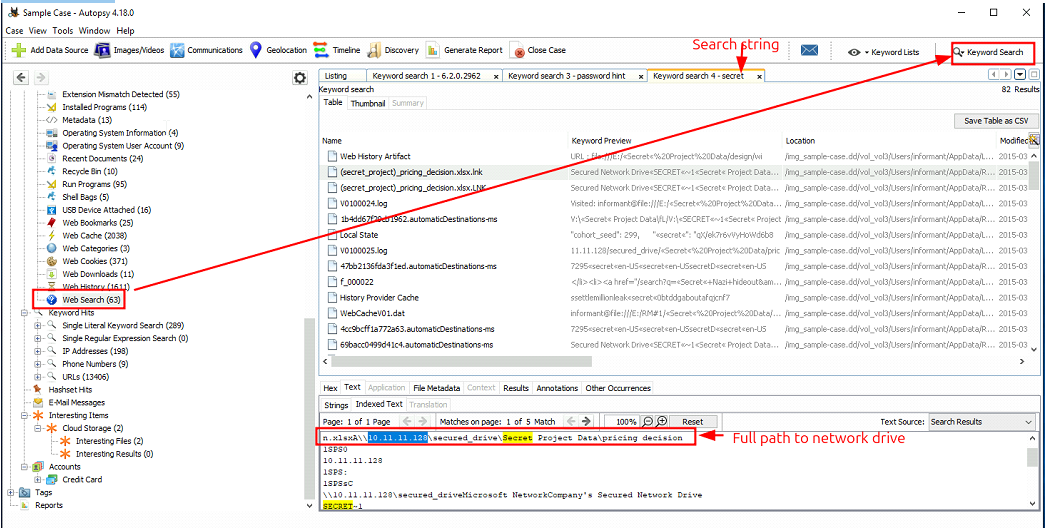 Sample Case - Autopsy 4.18.0
Case View Tools Window Help
Add Data Source Images/Videos Communications Geolocation Timeline Discovery Generate Report Close Case Keyword Lists Keyword Search
Search string
Listing Keyword search 1 - 6.2.0.2962 Keyword search 3 - password hint Keyword search 4 - secret
Keyword search 82 Results
Table Thumbnail Summary
Save Table as CSV
Extension Mismatch Detected (55)
Installed Programs (114)
Metadata (13)
Operating System Information (4)
Operating System User Account (9)
Recent Documents (24)
Recycle Bin (10)
Run Programs (95)
Shell Bags (5)
USB Device Attached (16)
Web Bookmarks (25)
Web Cache (2038)
Web Categories (3)
Web Cookies (371)
Web Downloads (11)
Web History (1611)
Web Search (63)
Keyword Hits
Single Literal Keyword Search (289)
Single Regular Expression Search (0)
IP Addresses (198)
Phone Numbers (9)
URLs (13406)
Hashset Hits
E-Mail Messages
Interesting Items
Cloud Storage (2)
Interesting Files (2)
Interesting Results (0)
Accounts
Credit Card
Tags
Reports
Name Keyword Preview Location Modified
Web History Artifact URL : file:///E:/«Secret«%20Project%20Data/design/wi /img_sample-case.dd/vol_vol3/Users/informant/AppData/L... 2015-03
(secret_project)_pricing_decision.xlsx.lnk Secured Network Drive«SECRET«~1«Secret« Project Data... /img_sample-case.dd/vol_vol3/Users/informant/AppData/R... 2015-03
(secret_project)_pricing_decision.xlsx.LNK Secured Network Drive«SECRET«~1«Secret« Project Data... /img_sample-case.dd/vol_vol3/Users/informant/AppData/R... 2015-03
V0100024.log Visited: informant@file:///E:/«Secret«%20Project%20D... /img_sample-case.dd/vol_vol3/Users/informant/AppData/L... 2015-03
.automaticDestinations-ms V:\«Secret« Project Data\fL/V:\«SECRET«~1«Secret« Pr... /img_sample-case.dd/vol_vol3/Users/informant/AppData/R... 2015-03
Local State "cohort_seed": 299, "«secret«": "qX/ek7r6vVyHoWd6b8 /img_sample-case.dd/vol_vol3/Users/informant/AppData/L... 2015-03
V0100025.log 11.11.128/secured_drive/«Secret«%20Project%20Data/pric /img_sample-case.dd/vol_vol3/Users/informant/AppData/L... 2015-03
47bb2136fda3f1ed.automaticDestinations-ms 7295«secret«en-US«secret«en-USsecretD«secret«en-US /img_sample-case.dd/vol_vol3/Users/informant/AppData/R... 2015-03
f_000022 </i><li><a href="/search?q=«Secret«+Nazi+hideout&am... /img_sample-case.dd/vol_vol3/Users/informant/AppData/L... 2015-03
History Provider Cache ssettlemillionleak«secret«0btddgaboutafqjcnf7 /img_sample-case.dd/vol_vol3/Users/informant/AppData/L... 2015-03
WebCacheV01.dat informant@file:///E:/RM#1/«Secret«%20Project%20Data/ /img_sample-case.dd/vol_vol3/Users/informant/AppData/L... 2015-03
4cc9bcff1a772a63.automaticDestinations-ms 7295«secret«en-US«secret«en-USsecretD«secret«en-US /img_sample-case.dd/vol_vol3/Users/informant/AppData/R... 2015-03
69bacc0499d41c4.automaticDestinations-ms Secured Network Drive«SECRET«~1«Secret« Project Data... /img_sample-case.dd/vol_vol3/Users/informant/AppData/R... 2015-03
Hex Text Application File Metadata Context Results Annotations Other Occurrences
Strings Indexed Text Translation
Page: 1 of 1 Page Matches on page: 1 of 5 Match 100% Reset Text Source: Search Results
n.xlsxA\\10.11.11.128\secured_drive\Secret Project Data\pricing decision
Full path to network drive
1SPS0
10.11.11.128
1SPS:
1SPSsC
\\10.11.11.128\secured_driveMicrosoft NetworkCompany's Secured Network Drive
SECRET~1